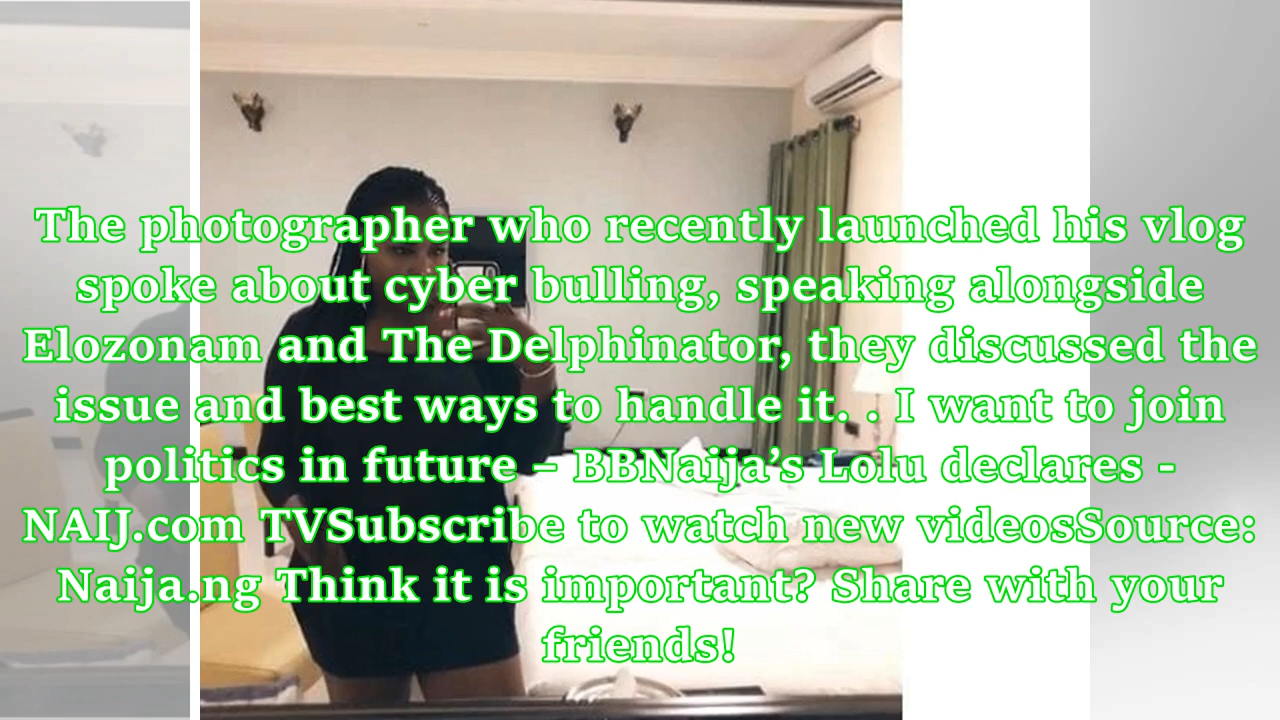 The photographer who recently launched his vlog
spoke about cyber bulling, speaking alongside
Elozonam and The Delphinator, they discussed the
issue and best ways to handle it. . I want to join
politics in future – BBNaija’s Lolu declares -
NAIJ.com TVSubscribe to watch new videosSource:
Naija.ng Think it is important? Share with your
friends!